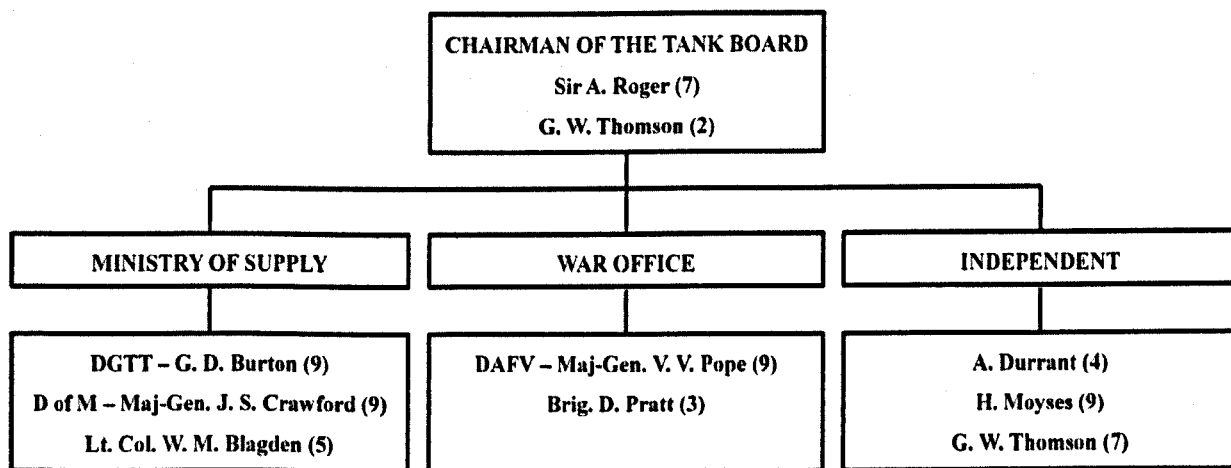 CHAIRMAN OF THE TANK BOARD
Sir A. Roger (7)
G. W. Thomson (2)
MINISTRY OF SUPPLY
WAR OFFICE
INDEPENDENT
DGTT – G. D. Burton (9)
D of M – Maj-Gen. J. S. Crawford (9)
Lt. Col. W. M. Blagden (5)
DAFV – Maj-Gen. V. V. Pope (9)
Brig. D. Pratt (3)
A. Durrant (4)
H. Moyses (9)
G. W. Thomson (7)